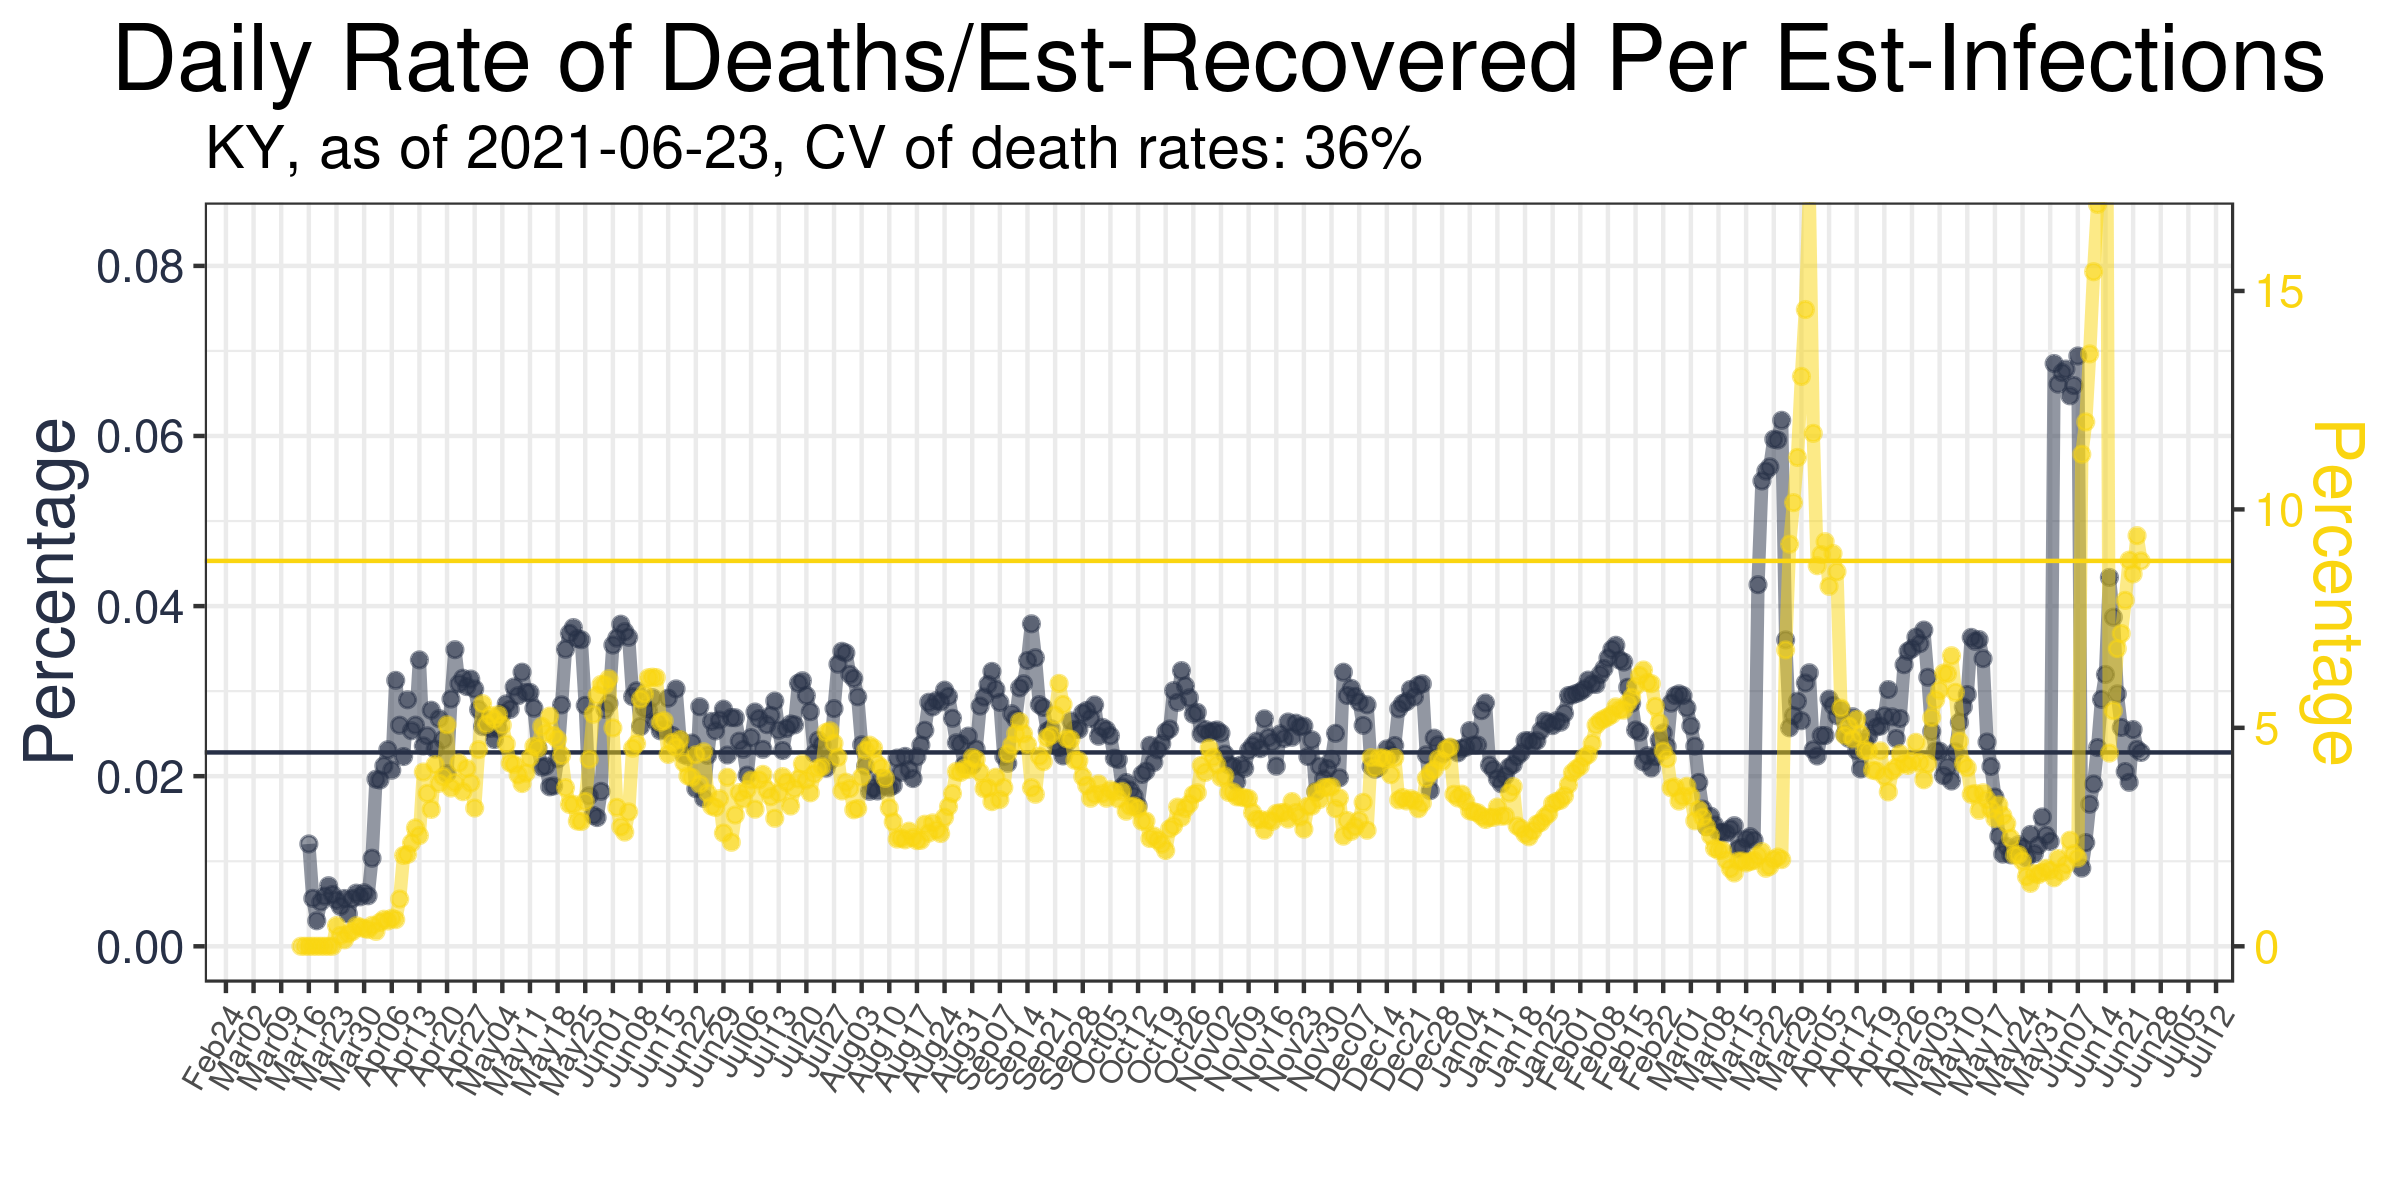 Daily Rate of Deaths/Est-Recovered Per Est-Infections
KY, as of 2021-06-23, CV of death rates: 36%
Percentage
0.08
0.06
0.04
0.02
0.00
15
10
5
0
Percentage
Feb24
Mar02
Mar09
Mar16
Mar23
Mar30
Apr06
Apr13
Apr20
Apr27
May04
May11
May18
May25
Jun01
Jun08
Jun15
Jun22
Jun29
Jul06
Jul13
Jul20
Jul27
Aug03
Aug10
Aug17
Aug24
Aug31
Sep07
Sep14
Sep21
Sep28
Oct05
Oct12
Oct19
Oct26
Nov02
Nov09
Nov16
Nov23
Nov30
Dec07
Dec14
Dec21
Dec28
Jan04
Jan11
Jan18
Jan25
Feb01
Feb08
Feb15
Feb22
Mar01
Mar08
Mar15
Mar22
Mar29
Apr05
Apr12
Apr19
Apr26
May03
May10
May17
May24
May31
Jun07
Jun14
Jun21
Jun28
Jul05
Jul12